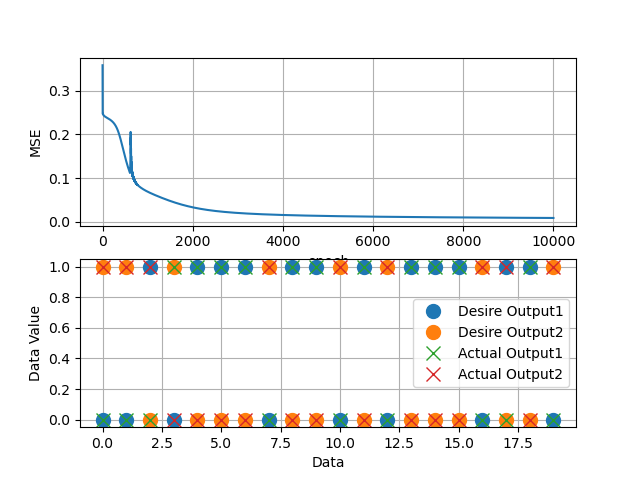 0.3
0.2
0.1
0.0
MSE
0 2000 4000 6000 8000 10000
epoch
1.0
0.8
0.6
0.4
0.2
0.0
Data Value
Desire Output1
Desire Output2
Actual Output1
Actual Output2
0.0 2.5 5.0 7.5 10.0 12.5 15.0 17.5
Data